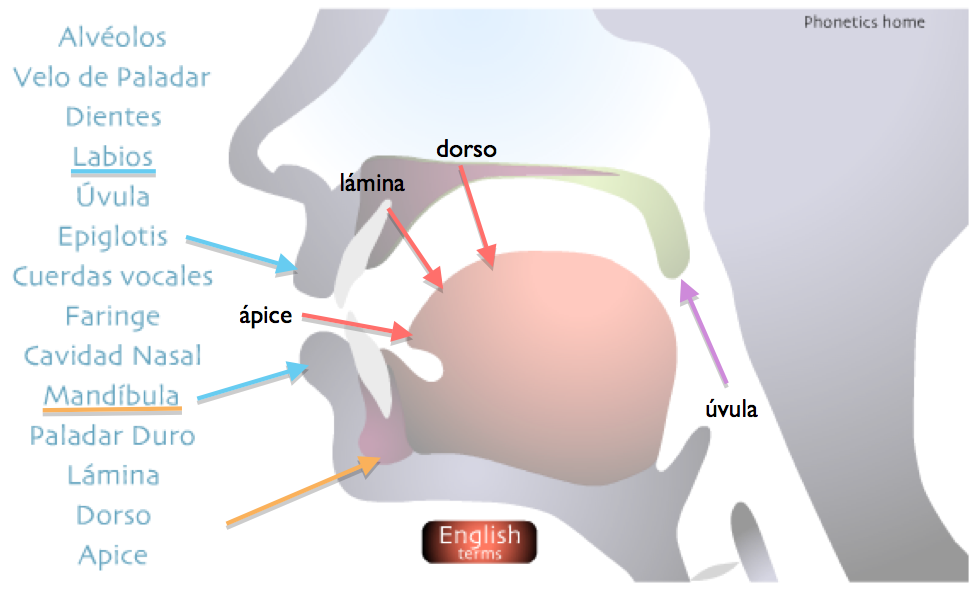 Phonetics home
Alvéolos
Velo de Paladar
Dientes
Labios
Úvula
Epiglotis
Cuerdas vocales
Faringe
Cavidad Nasal
Mandíbula
Paladar Duro
Lámina
Dorso
Apice
dorso
lámina
ápice
úvula
English
terms